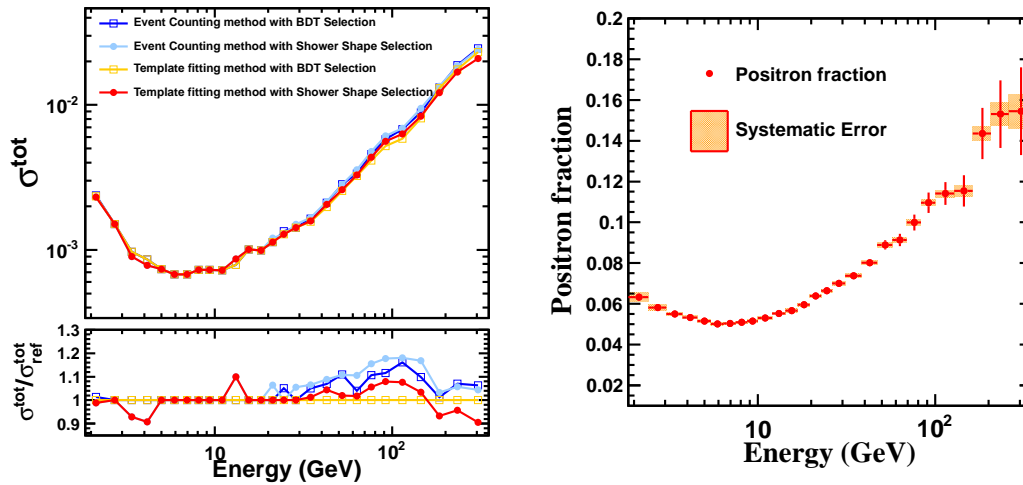 Event Counting method with BDT Selection
Event Counting method with Shower Shape Selection
Template fitting method with BDT Selection
Template fitting method with Shower Shape Selection
σ^tot
10^-2
10^-3
σ^tot/σ^tot_ref
1.3
1.2
1.1
1
0.9
10
10^2
Energy (GeV)
Positron fraction
0.2
0.18
0.16
0.14
0.12
0.1
0.08
0.06
0.04
0.02
Positron fraction
Systematic Error
10
10^2
Energy (GeV)